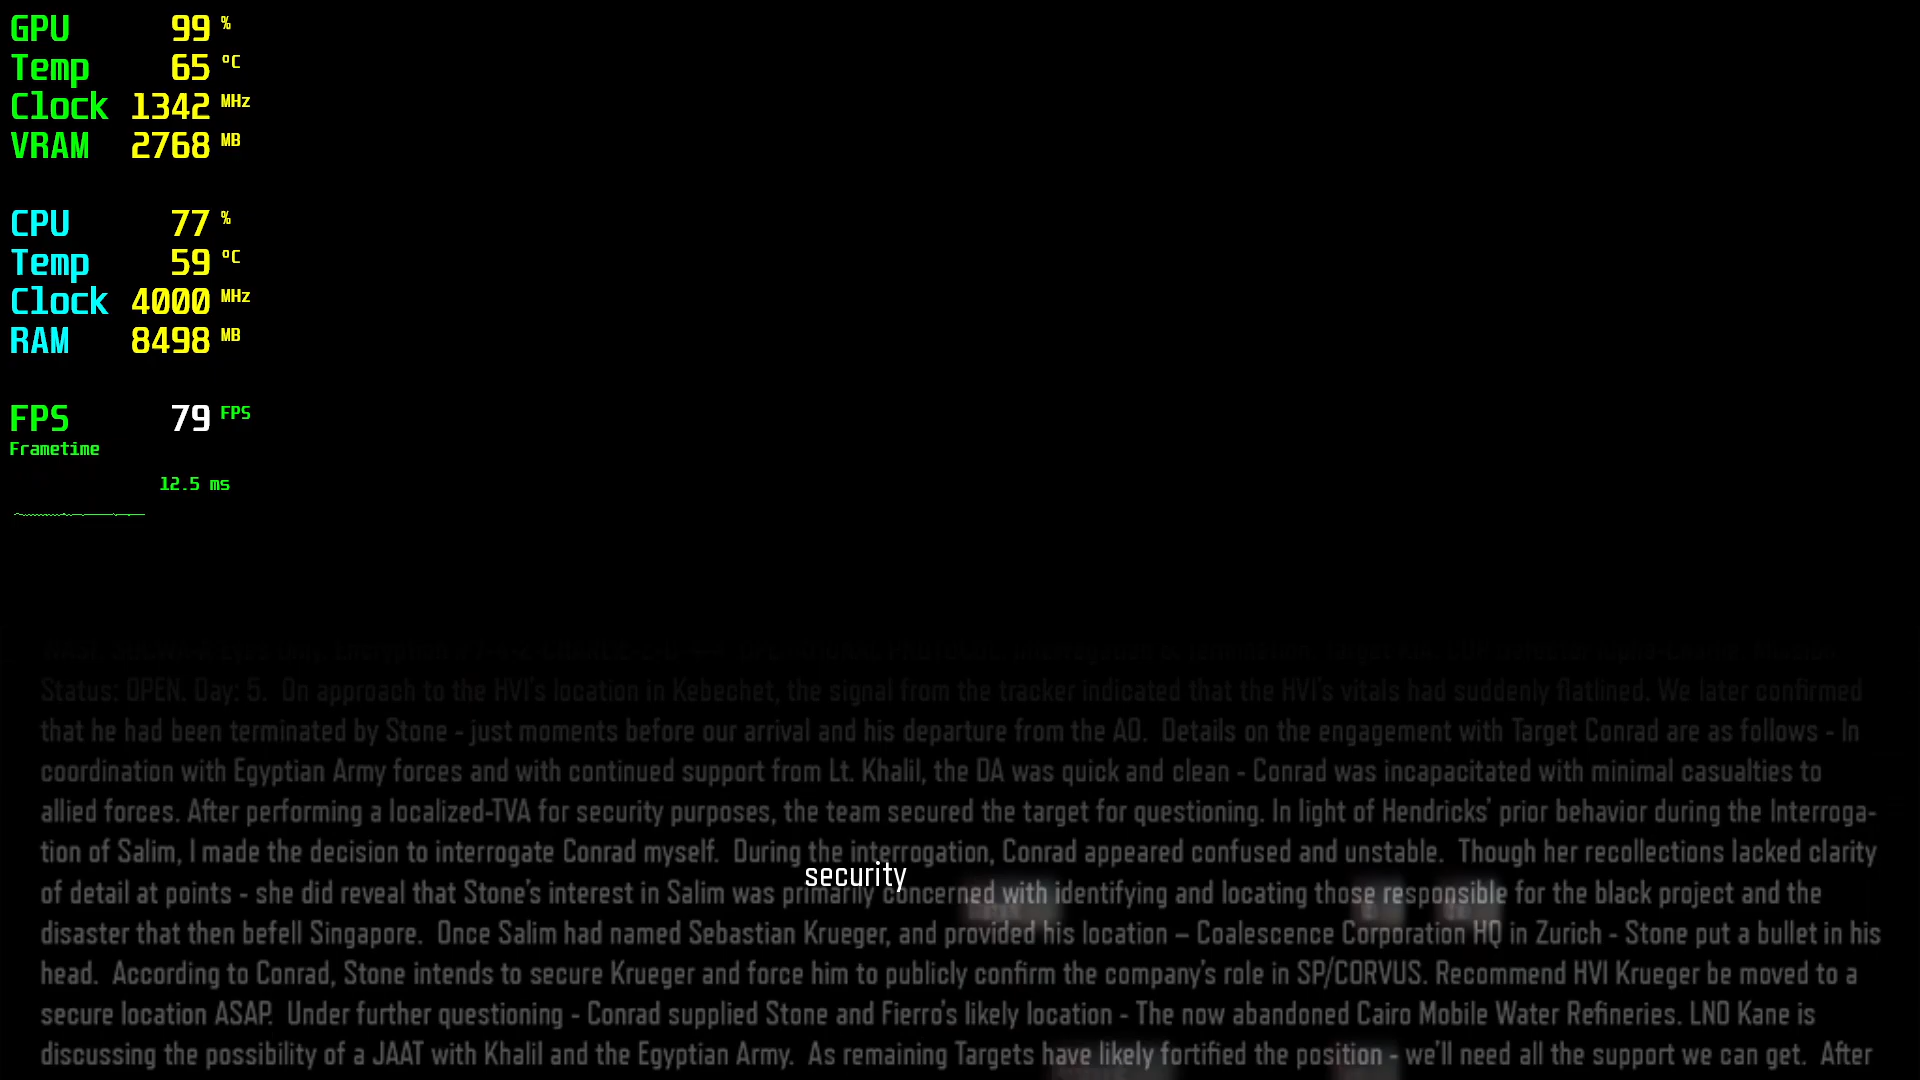 GPU 99 %
Temp 65 °C
Clock 1342 MHz
VRAM 2768 MB
CPU 77 %
Temp 59 °C
Clock 4000 MHz
RAM 8498 MB
FPS 79 FPS
Frametime
12.5 ms
Status: OPEN. Day: 5. On approach to the HVI's location in Kebechet, the signal from the tracker indicated that the HVI's vitals had suddenly flatlined. We later confirmed
that he had been terminated by Stone - just moments before our arrival and his departure from the AO. Details on the engagement with Target Conrad are as follows - In
coordination with Egyptian Army forces and with continued support from Lt. Khalil, the DA was quick and clean - Conrad was incapacitated with minimal casualties to
allied forces. After performing a localized-TVA for security purposes, the team secured the target for questioning. In light of Hendricks' prior behavior during the Interroga-
tion of Salim, I made the decision to interrogate Conrad myself. During the interrogation, Conrad appeared confused and unstable. Though her recollections lacked clarity
security
of detail at points - she did reveal that Stone's interest in Salim was primarily concerned with identifying and locating those responsible for the black project and the
disaster that then befell Singapore. Once Salim had named Sebastian Krueger, and provided his location – Coalescence Corporation HQ in Zurich - Stone put a bullet in his
head. According to Conrad, Stone intends to secure Krueger and force him to publicly confirm the company's role in SP/CORVUS. Recommend HVI Krueger be moved to a
secure location ASAP. Under further questioning - Conrad supplied Stone and Fierro's likely location - The now abandoned Cairo Mobile Water Refineries. LNO Kane is
discussing the possibility of a JAAT with Khalil and the Egyptian Army. As remaining Targets have likely fortified the position - we'll need all the support we can get. After